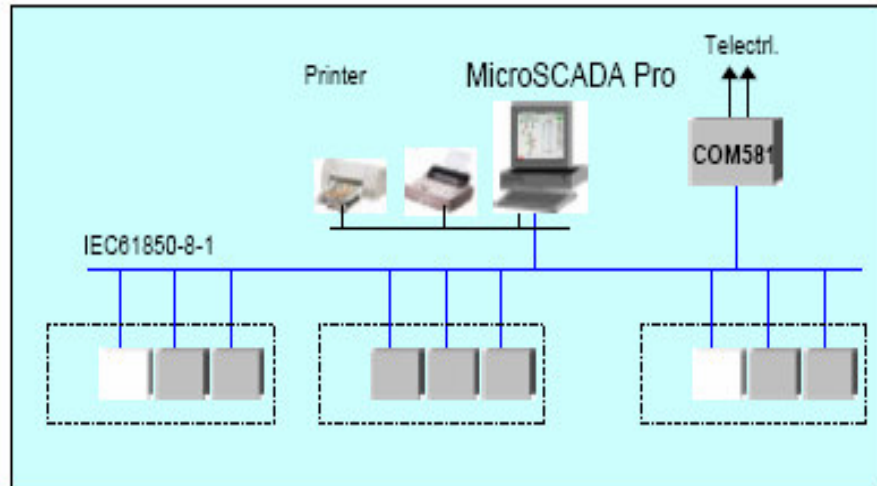 Telectrl.
Printer
MicroSCADA Pro
COM581
IEC61850-8-1